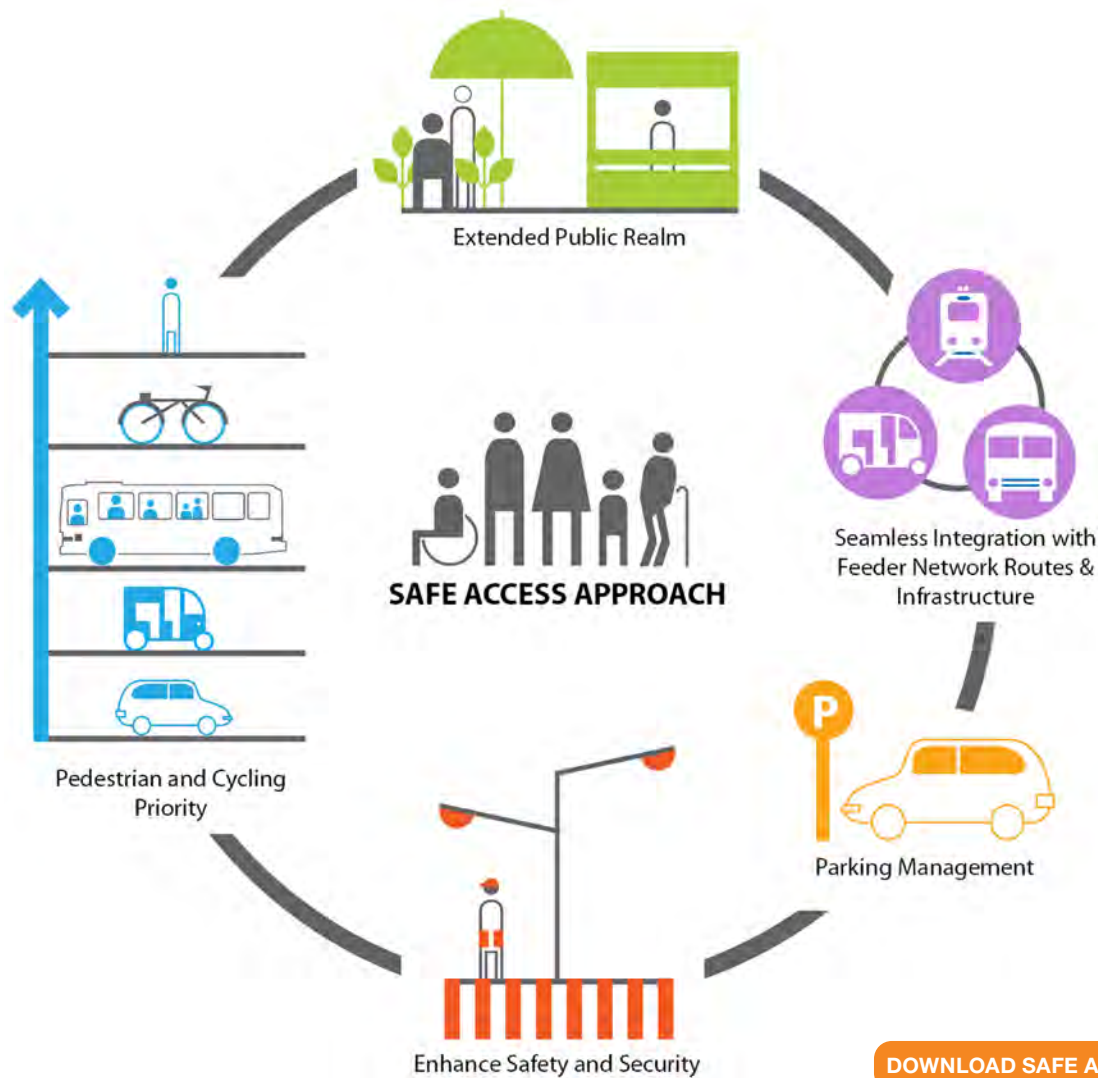 Extended Public Realm
Seamless Integration with
Feeder Network Routes &
Infrastructure
SAFE ACCESS APPROACH
P
Parking Management
Pedestrian and Cycling
Priority
Enhance Safety and Security
DOWNLOAD SAFE A